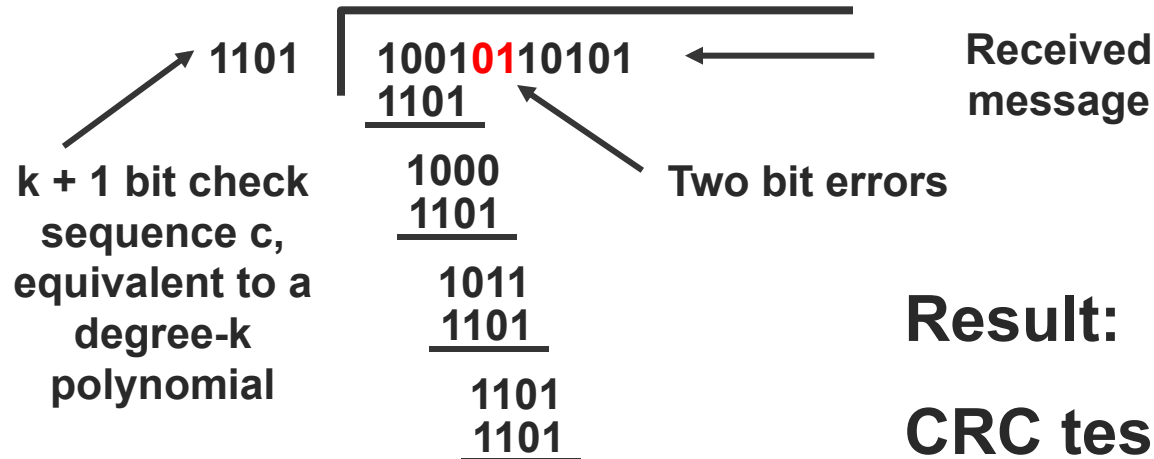 1101
10010110101
Received
message
1101
k + 1 bit check
sequence c,
equivalent to a
degree-k
polynomial
1000
Two bit errors
1101
1011
1101
1101
1101
Result:
CRC tes